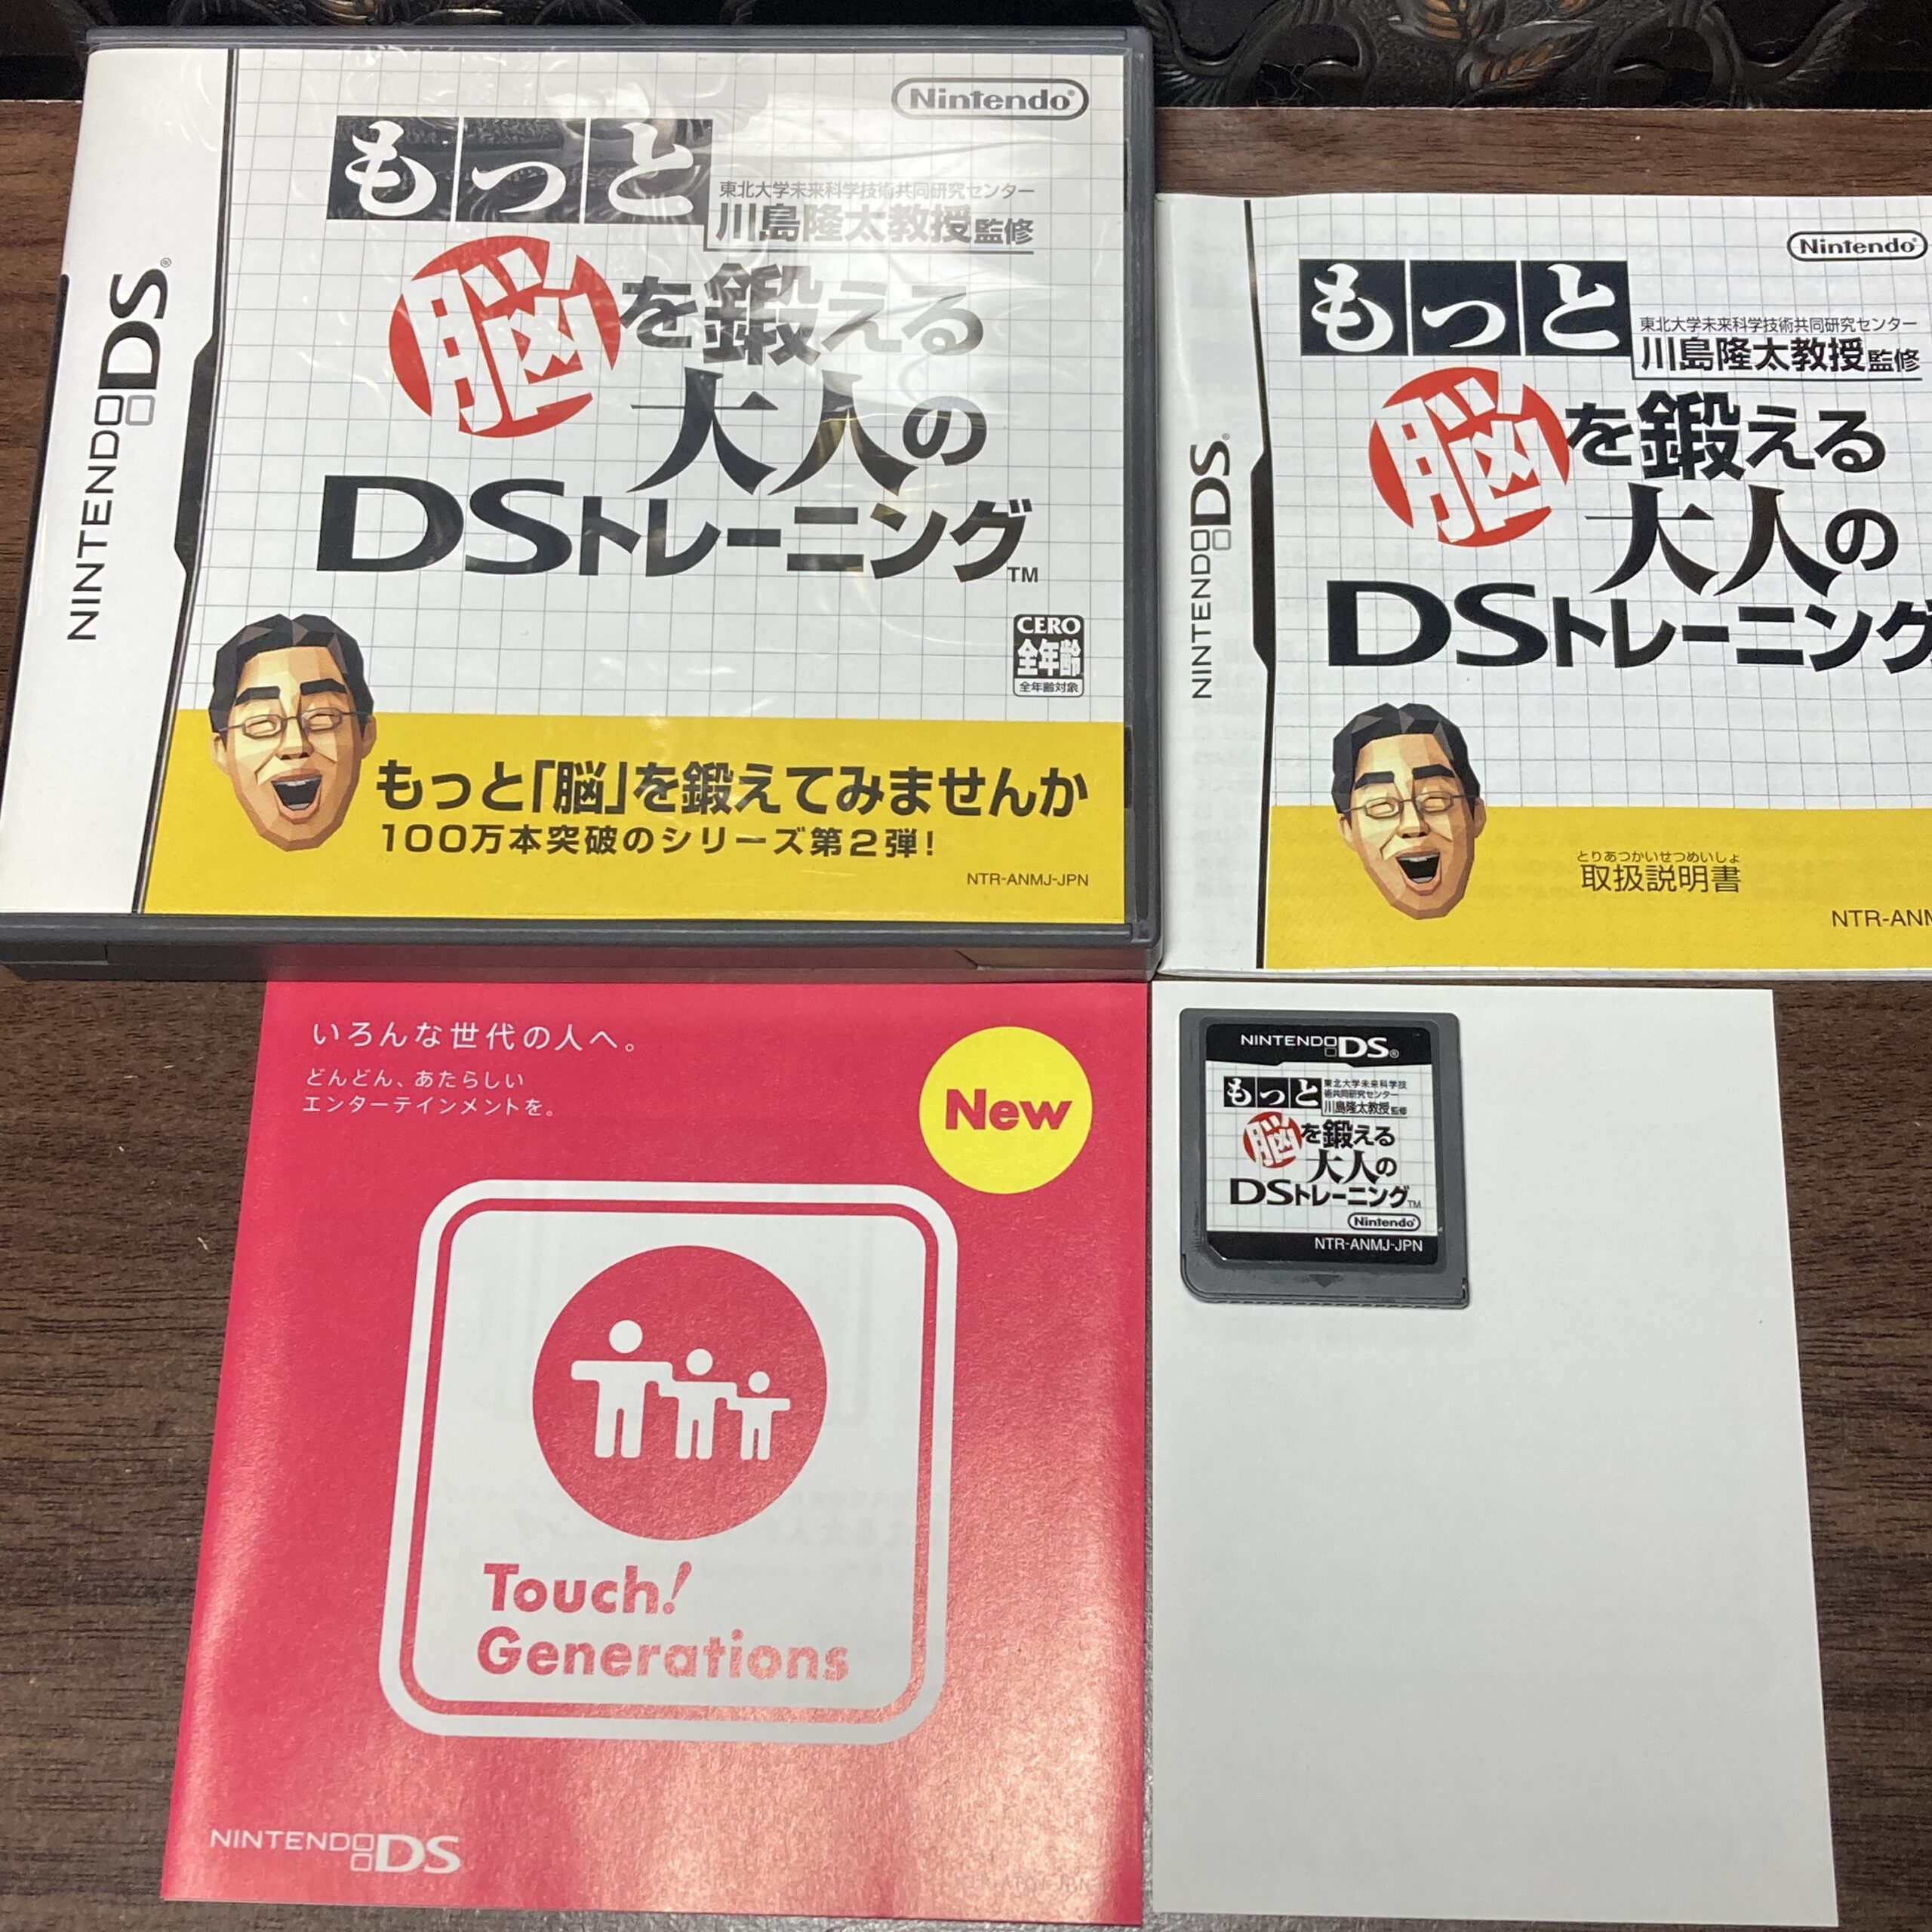 NINTENDO DS
Nintendo
もっと
東北大学未来科学技術共同研究センター
川島隆太教授監修
脳を鍛える
大人の
DSトレーニング™
CERO
全年齢
全年齢対象
もっと「脳」を鍛えてみませんか
100万本突破のシリーズ第2弾!
NTR-ANMJ-JPN
NINTENDO DS
Nintendo
もっと
東北大学未来科学技術共同研究センター
川島隆太教授監修
脳を鍛える
大人の
DSトレーニング
とりあつかいせつめいしょ
取扱説明書
NTR-ANM
いろんな世代の人へ。
どんどん、あたらしい
エンターテインメントを。
New
Touch!
Generations
NINTENDO DS
NINTENDO DS
もっと
東北大学未来科学技
術共同研究センター
川島隆太教授監修
脳を鍛える
大人の
DSトレーニング™
Nintendo
NTR-ANMJ-JPN